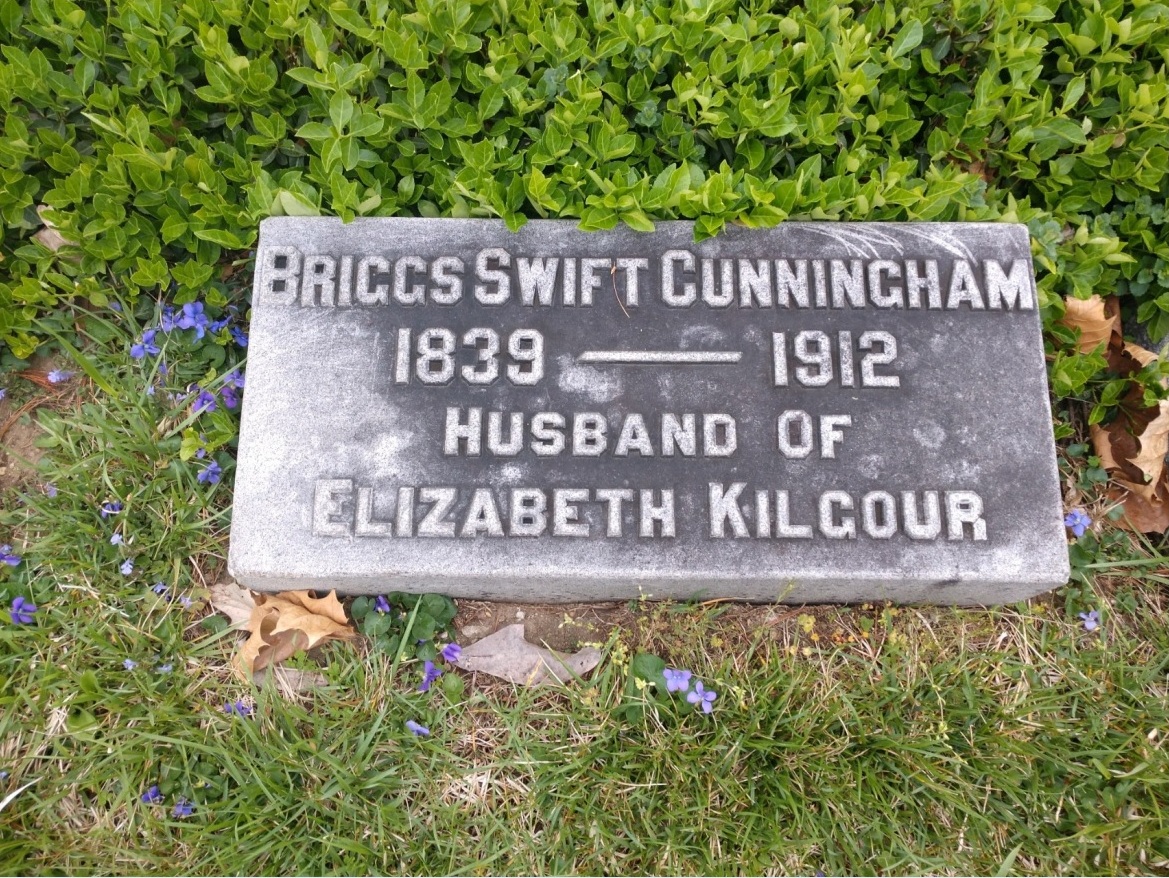 Briggs Swift Cunningham
1839 — 1912
Husband Of
Elizabeth Kilgour